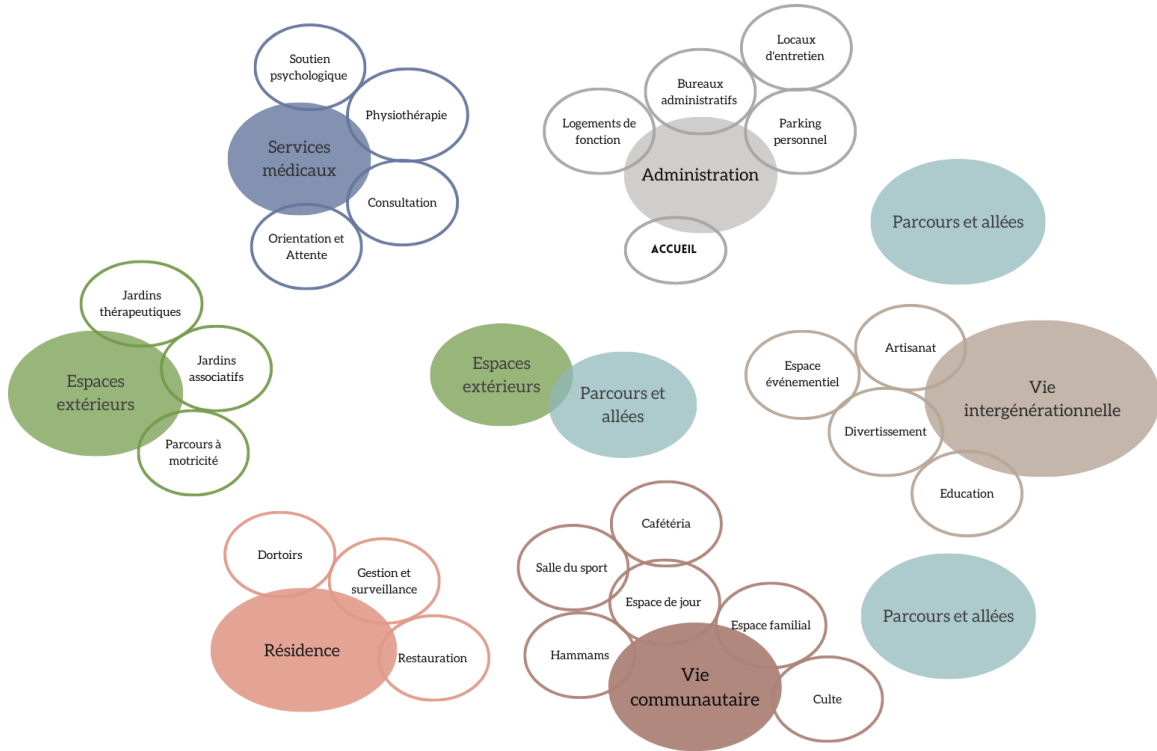 Soutien
psychologique
Physiothérapie
Services
médicaux
Consultation
Orientation et
Attente
Locaux
d'entretien
Bureaux
administratifs
Logements de
fonction
Parking
personnel
Administration
ACCUEIL
Parcours et allées
Jardins
thérapeutiques
Jardins
associatifs
Espaces
extérieurs
Parcours à
motricité
Espaces
extérieurs
Parcours et
allées
Artisanat
Espace
événementiel
Vie
intergénérationnelle
Divertissement
Education
Dortoirs
Gestion et
surveillance
Résidence
Restauration
Cafétéria
Salle du sport
Espace de jour
Espace familial
Hammams
Vie
communautaire
Culte
Parcours et allées